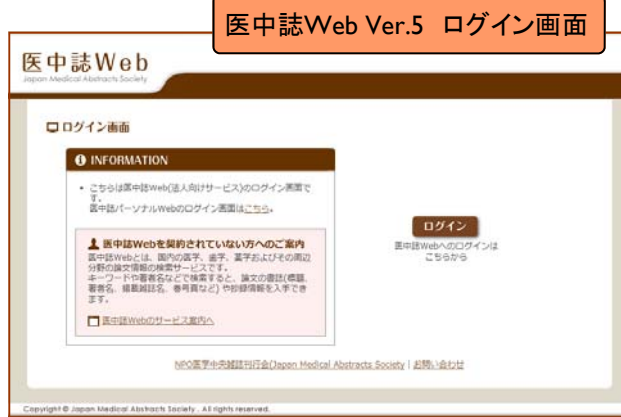 医中誌Web Ver.5 ログイン画面
医中誌Web
Japan Medical Abstracts Society
ログイン画面
INFORMATION
• こちらは医中誌Web(法人向けサービス)のログイン画面で
す。
医中誌パーソナルWebのログイン画面はこちら。
医中誌Webを契約されていない方へのご案内
医中誌Webとは、国内の医学、歯学、薬学およびその周辺
分野の論文情報の検索サービスです。
キーワードや著者名などで検索すると、論文の書誌(標題、
著者名、掲載雑誌名、巻号頁など) や抄録情報を入手でき
ます。
医中誌Webのサービス案内へ
ログイン
医中誌Webへのログインは
こちらから
NPO医学中央雑誌刊行会(Japan Medical Abstracts Society | お問い合わせ
Copyright © Japan Medical Abstracts Society . All rights reserved.